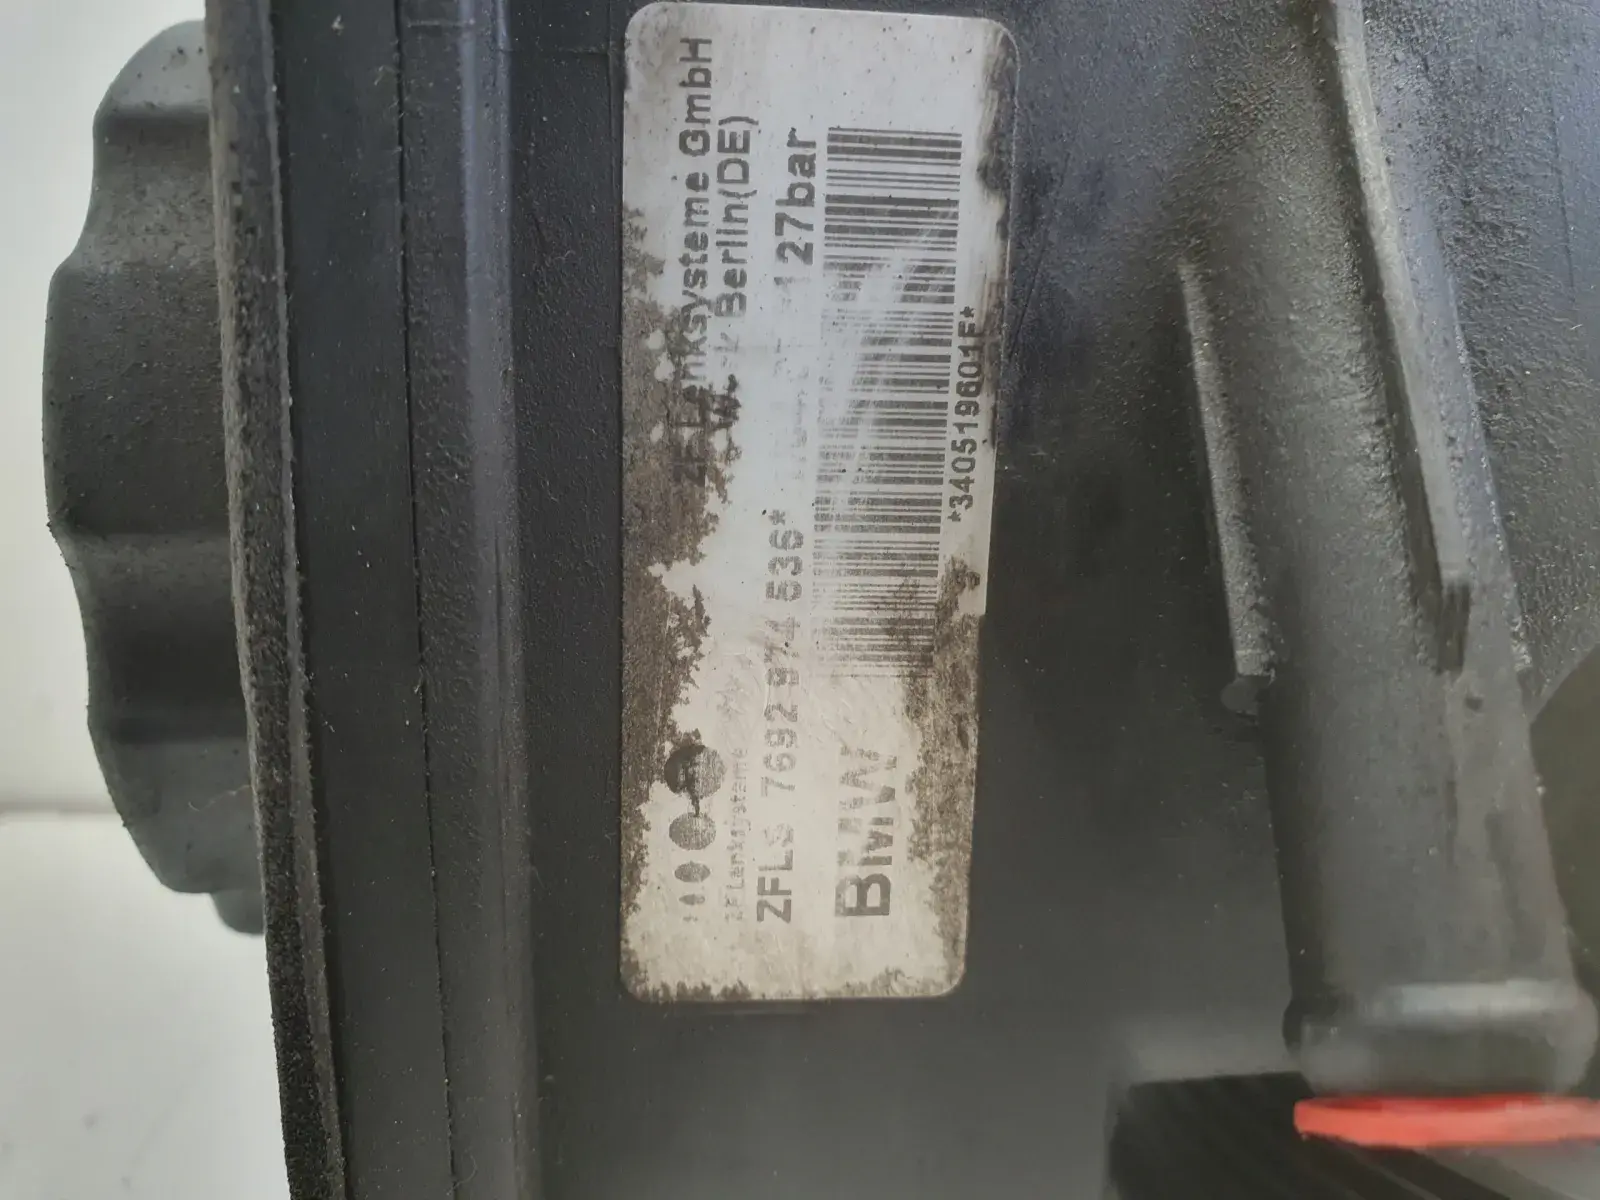 ZF Lenksysteme GmbH
Berlin(DE)
ZF Lenksysteme
ZFLS 7692 974 536*
127bar
BMW
*340519601F*